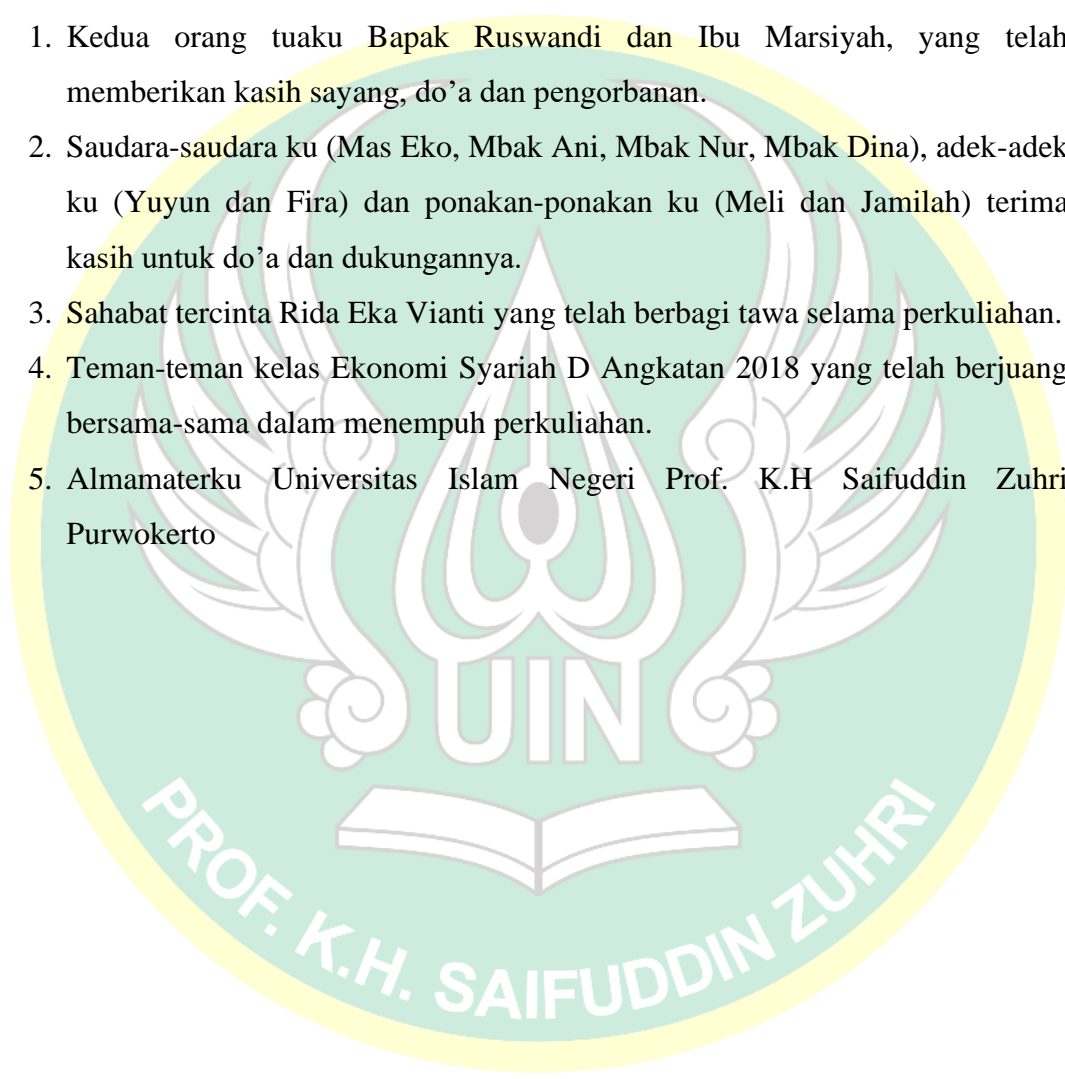 1. Kedua orang tuaku Bapak Ruswandi dan Ibu Marsiyah, yang telah
memberikan kasih sayang, do’a dan pengorbanan.
2. Saudara-saudara ku (Mas Eko, Mbak Ani, Mbak Nur, Mbak Dina), adek-adek
ku (Yuyun dan Fira) dan ponakan-ponakan ku (Meli dan Jamilah) terima
kasih untuk do’a dan dukungannya.
3. Sahabat tercinta Rida Eka Vianti yang telah berbagi tawa selama perkuliahan.
4. Teman-teman kelas Ekonomi Syariah D Angkatan 2018 yang telah berjuang
bersama-sama dalam menempuh perkuliahan.
5. Almamaterku Universitas Islam Negeri Prof. K.H Saifuddin Zuhri
Purwokerto
UIN
PROF. K.H. SAIFUDDIN ZUHRI